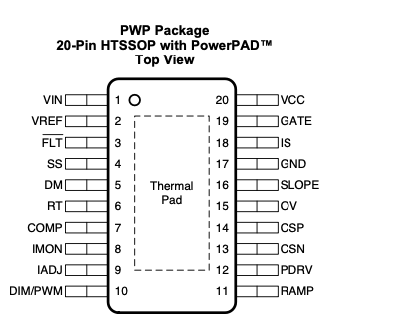 PWP Package
20-Pin HTSSOP with PowerPAD™
Top View
VIN 1 20 VCC
VREF 2 19 GATE
FLT 3 18 IS
SS 4 17 GND
DM 5 16 SLOPE
RT 6 15 CV
COMP 7 14 CSP
IMON 8 13 CSN
IADJ 9 12 PDRV
DIM/PWM 10 11 RAMP
Thermal
Pad